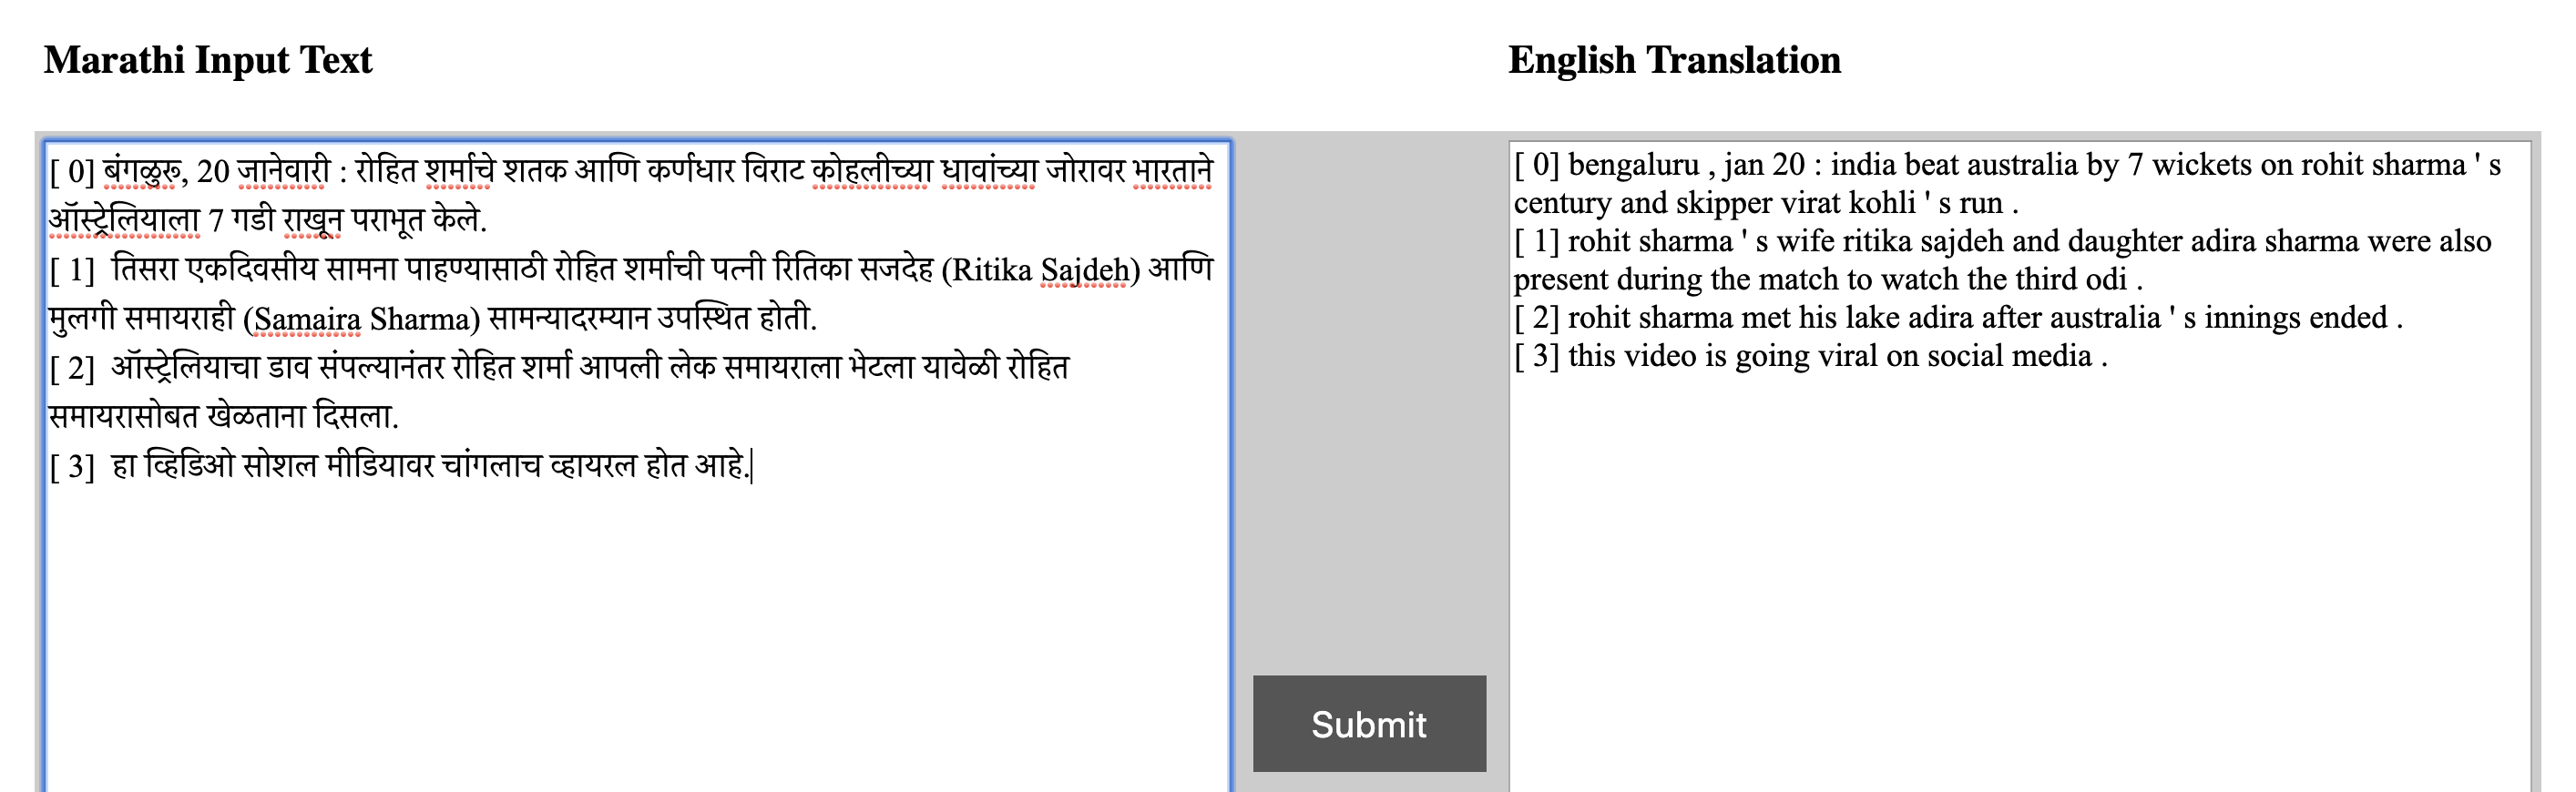 Marathi Input Text
English Translation
[ 0] बंगळुरु, 20 जानेवारी : रोहित शर्माचे शतक आणि कर्णधार विराट कोहलीच्या धावांच्या जोरावर भारताने
ऑस्ट्रेलियाला 7 गडी राखून पराभूत केले.
[ 1]  तिसरा एकदिवसीय सामना पाहण्यासाठी रोहित शर्माची पत्नी रितिका सजदेह (Ritika Sajdeh) आणि
मुलगी समायराही (Samaira Sharma) सामन्यादरम्यान उपस्थित होती.
[ 2]  ऑस्ट्रेलियाचा डाव संपल्यानंतर रोहित शर्मा आपली लेक समायराला भेटला यावेळी रोहित
समायरासोबत खेळताना दिसला.
[ 3]  हा व्हिडिओ सोशल मीडियावर चांगलाच व्हायरल होत आहे.
Submit
[ 0] bengaluru , jan 20 : india beat australia by 7 wickets on rohit sharma ' s
century and skipper virat kohli ' s run .
[ 1] rohit sharma ' s wife ritika sajdeh and daughter adira sharma were also
present during the match to watch the third odi .
[ 2] rohit sharma met his lake adira after australia ' s innings ended .
[ 3] this video is going viral on social media .